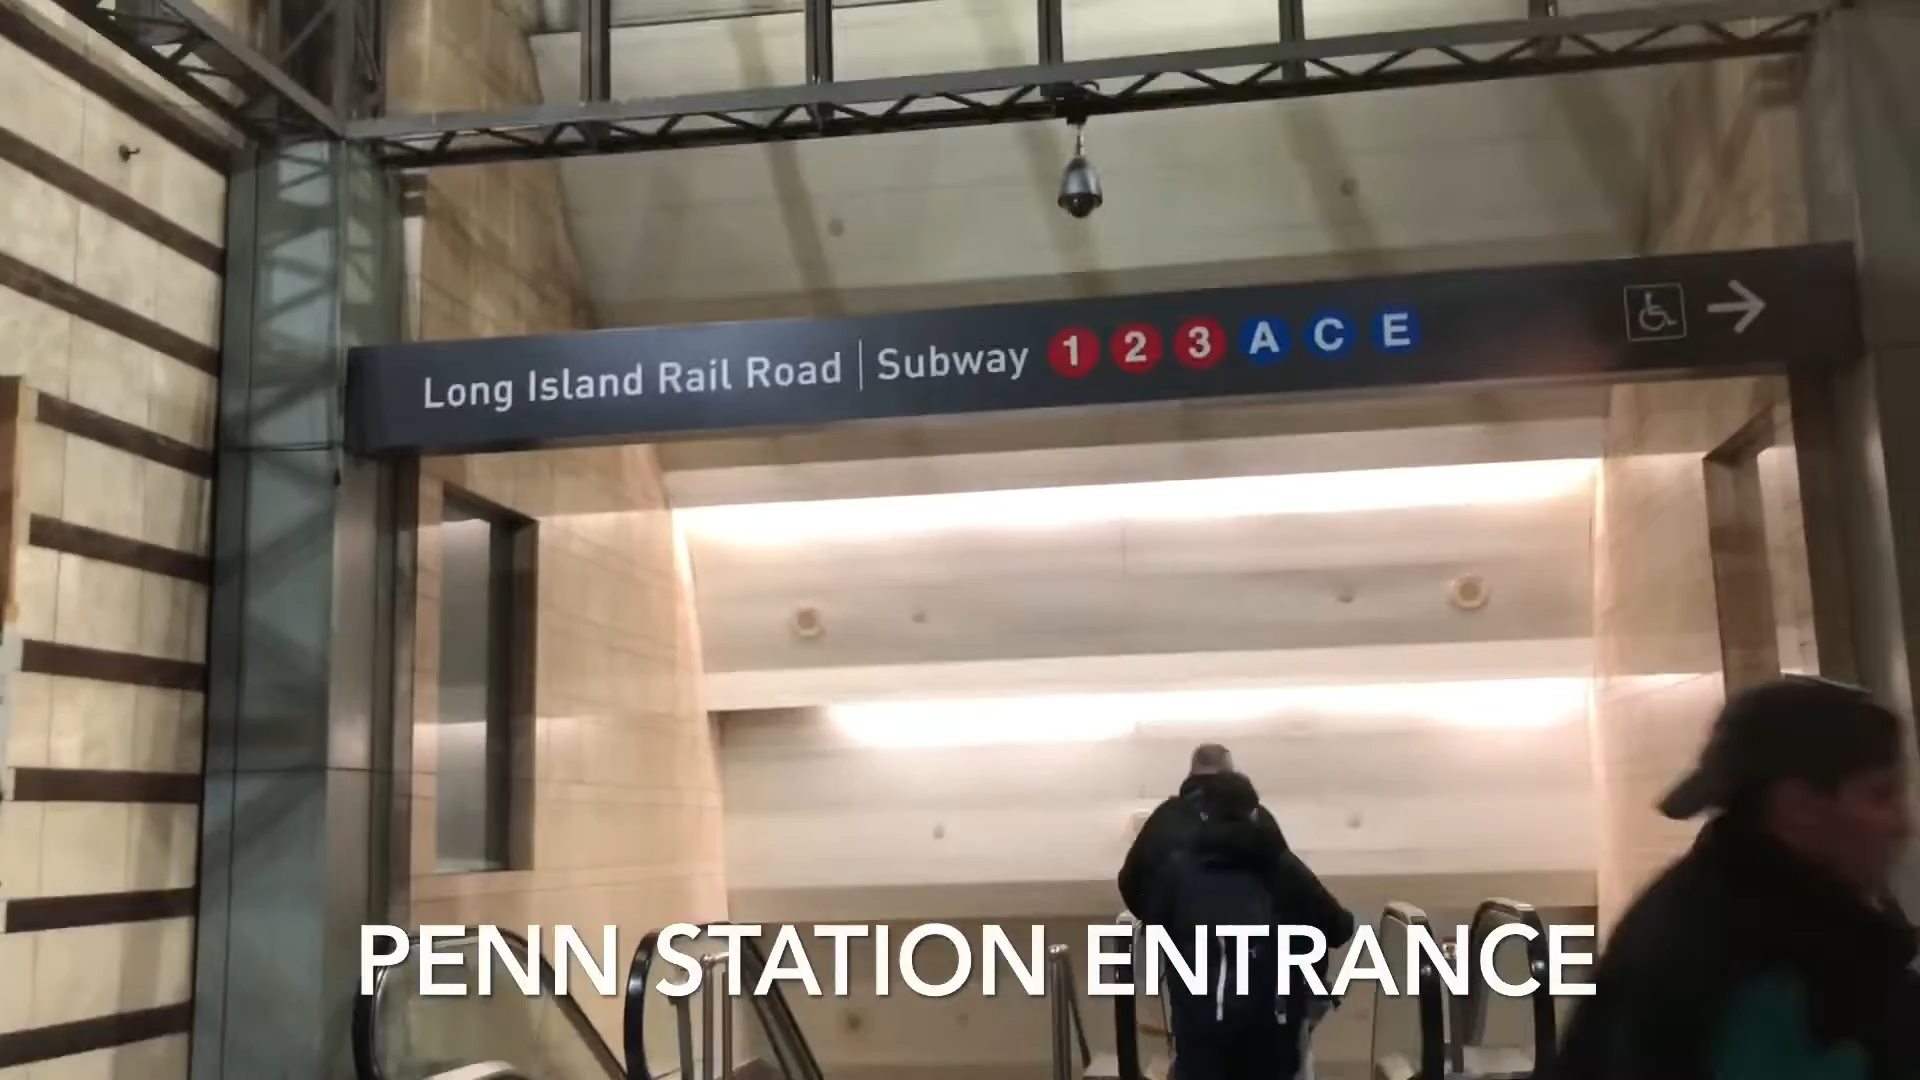 Long Island Rail Road | Subway 1 2 3 A C E
PENN STATION ENTRANCE